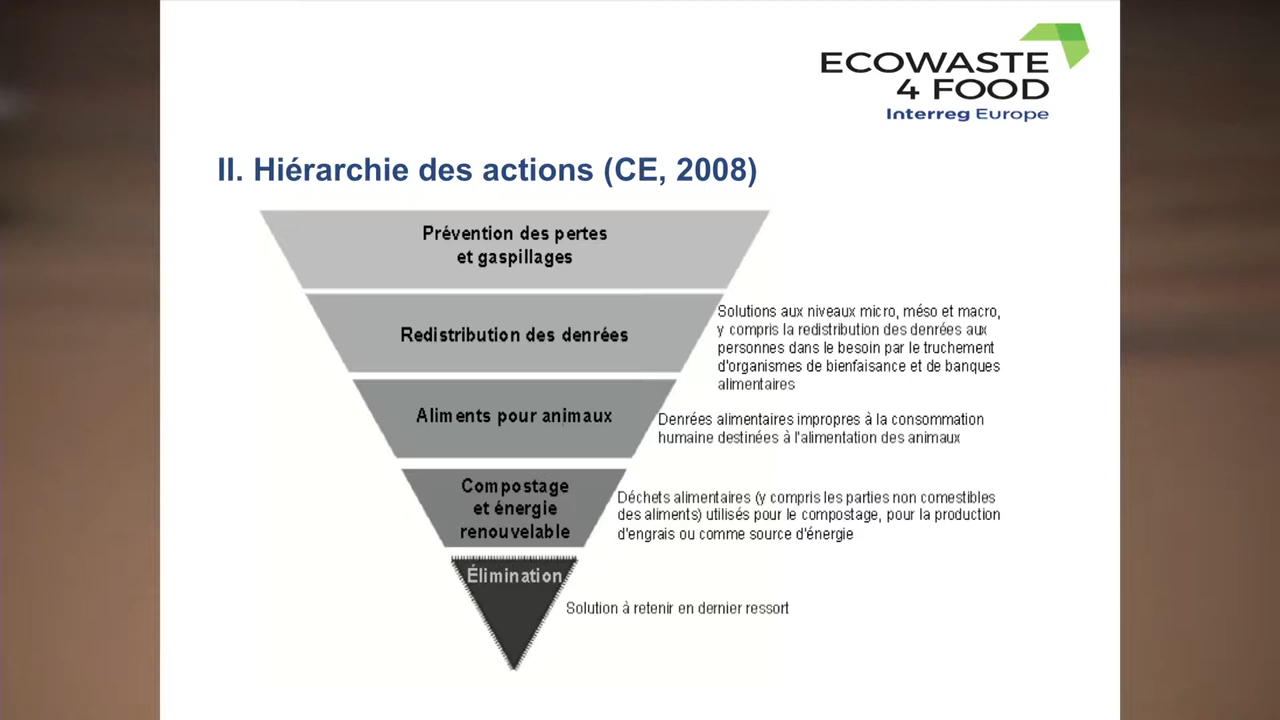 ECOWASTE
4 FOOD
Interreg Europe
II. Hiérarchie des actions (CE, 2008)
Prévention des pertes
et gaspillages
Redistribution des denrées
Solutions aux niveaux micro, méso et macro,
y compris la redistribution des denrées aux
personnes dans le besoin par le truchement
d'organismes de bienfaisance et de banques
alimentaires
Aliments pour animaux
Denrées alimentaires impropres à la consommation
humaine destinées à l'alimentation des animaux
Compostage
et énergie
renouvelable
Déchets alimentaires (y compris les parties non comestibles
des aliments) utilisés pour le compostage, pour la production
d'engrais ou comme source d'énergie
Élimination
Solution à retenir en dernier ressort